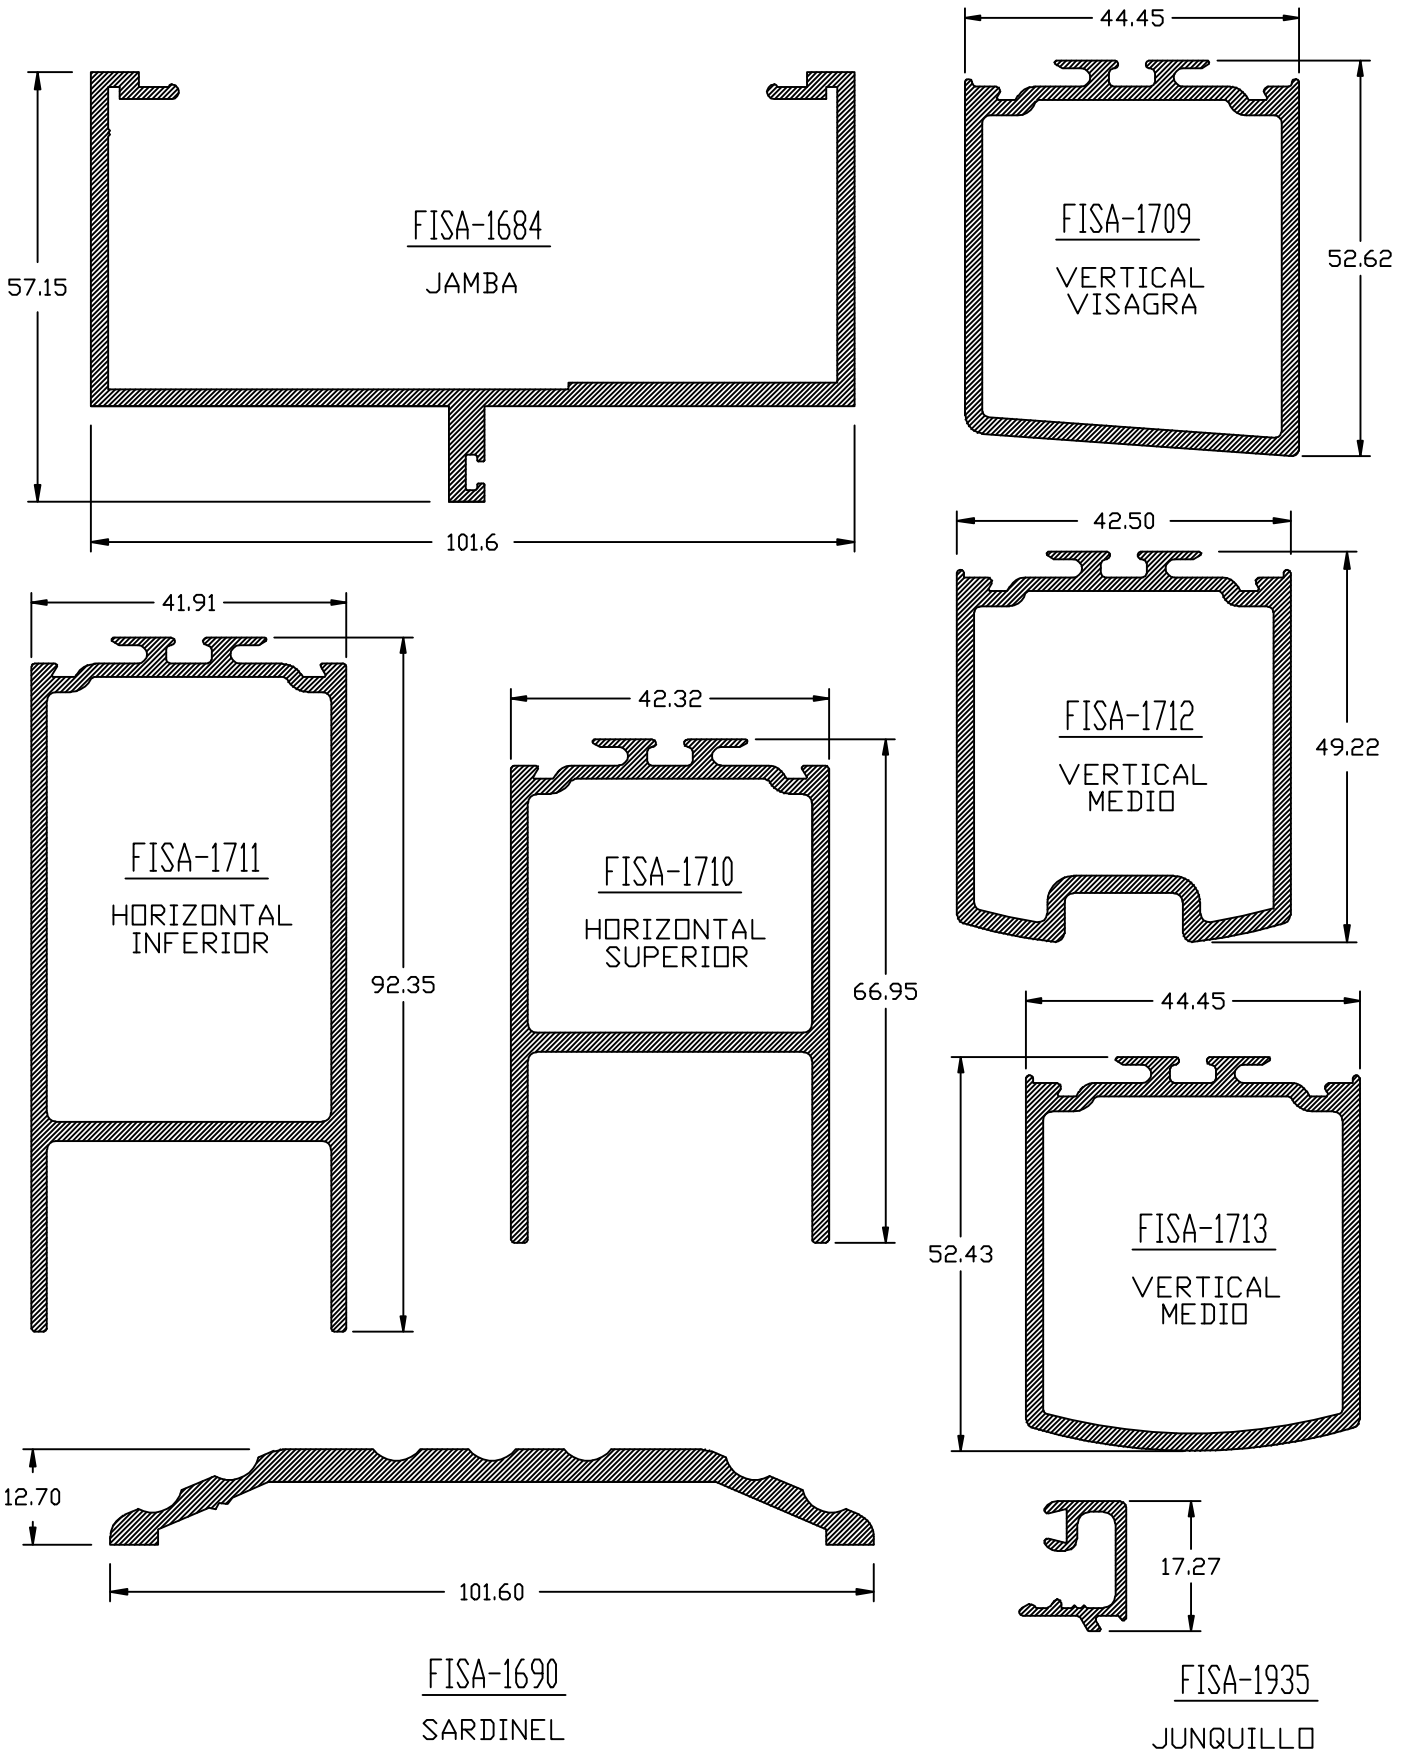 44.45
FISA-1684
JAMBA
57.15
101.6
FISA-1709
VERTICAL
VISAGRA
52.62
42.50
41.91
FISA-1712
VERTICAL
MEDIO
49.22
42.32
FISA-1711
HORIZONTAL
INFERIOR
92.35
FISA-1710
HORIZONTAL
SUPERIOR
66.95
44.45
52.43
FISA-1713
VERTICAL
MEDIO
12.70
101.60
FISA-1690
SARDINEL
17.27
FISA-1935
JUNQUILLO